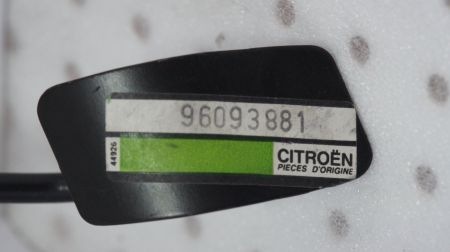 96093881
44926
CITROËN
PIECES D'ORIGINE